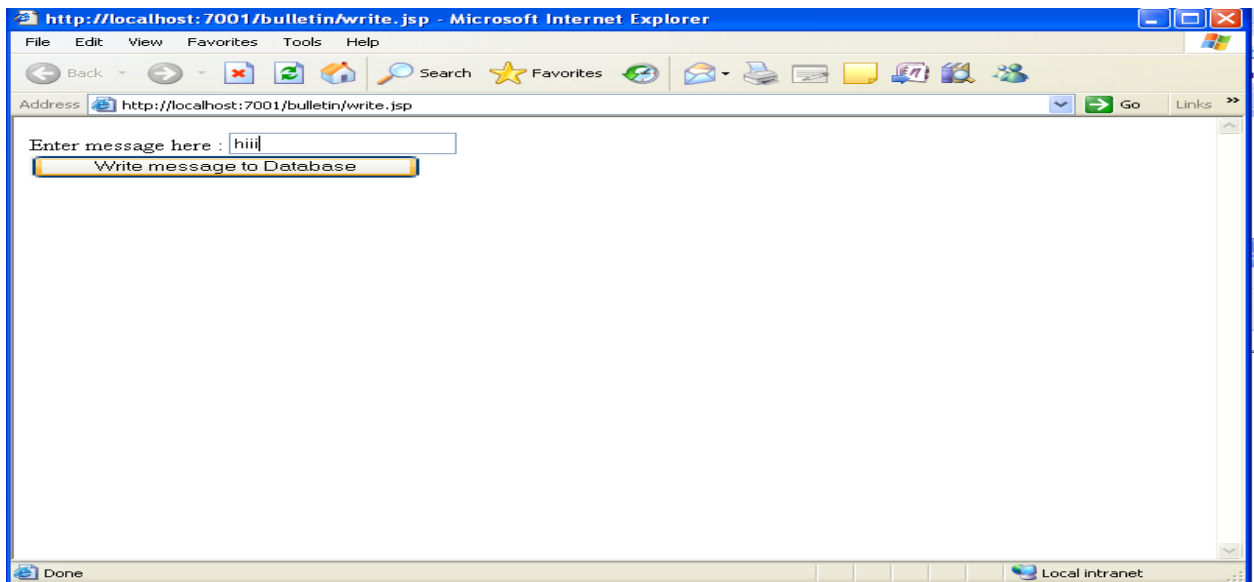 http://localhost:7001/bulletin/write.jsp - Microsoft Internet Explorer
File Edit View Favorites Tools Help
Back Search Favorites
Address http://localhost:7001/bulletin/write.jsp Go Links »
Enter message here : hiii
Write message to Database
Done Local intranet